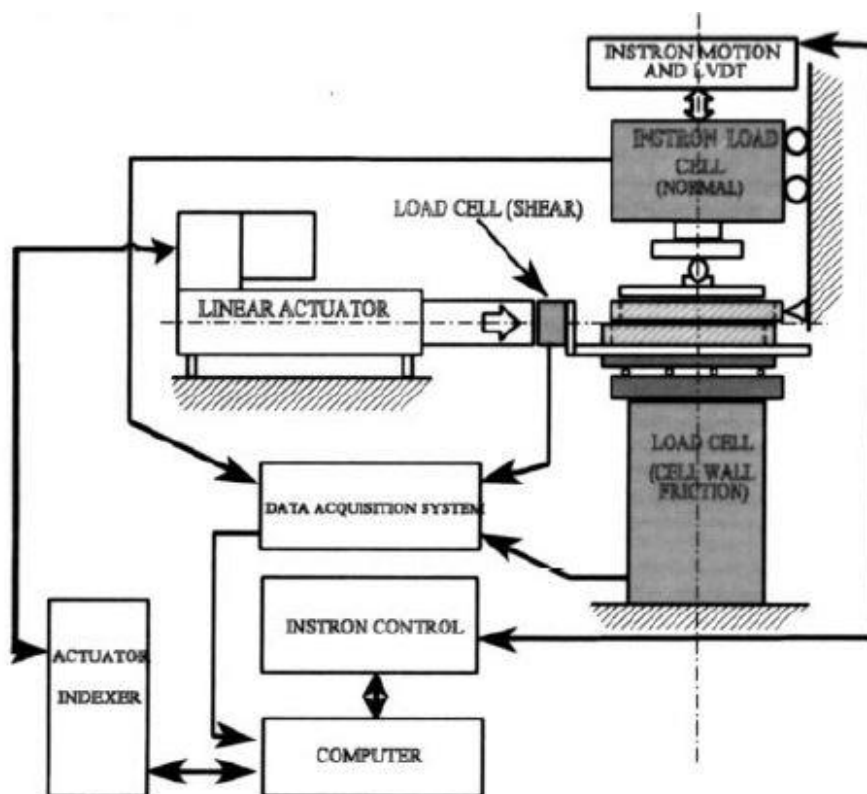 INSTRON MOTION
AND LVDT
INSTRON LOAD
CELL
(NORMAL)
LOAD CELL (SHEAR)
LINEAR ACTUATOR
LOAD CELL
(CELL WALL
FRICTION)
DATA ACQUISITION SYSTEM
INSTRON CONTROL
ACTUATOR
INDEXER
COMPUTER